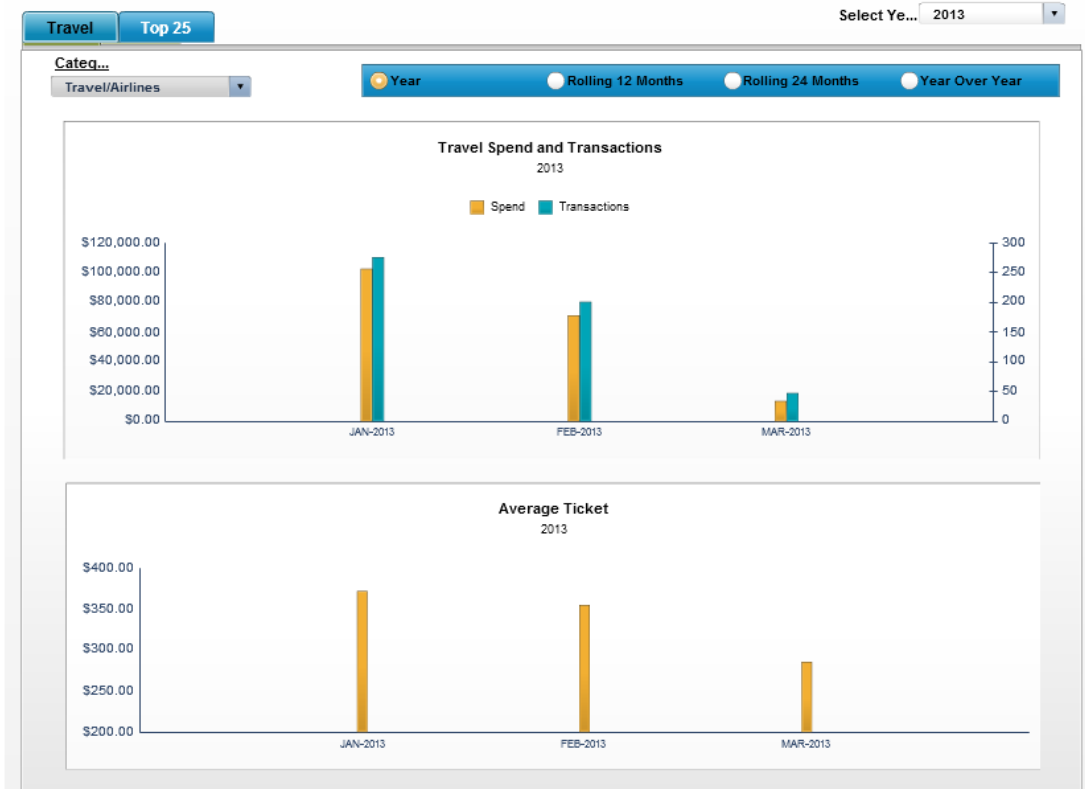 Select Ye... 2013
Travel Top 25
Categ...
Travel/Airlines
Year Rolling 12 Months Rolling 24 Months Year Over Year
Travel Spend and Transactions
2013
Spend Transactions
$120,000.00 300
$100,000.00 250
$80,000.00 200
$60,000.00 150
$40,000.00 100
$20,000.00 50
$0.00 0
JAN-2013 FEB-2013 MAR-2013
Average Ticket
2013
$400.00
$350.00
$300.00
$250.00
$200.00
JAN-2013 FEB-2013 MAR-2013